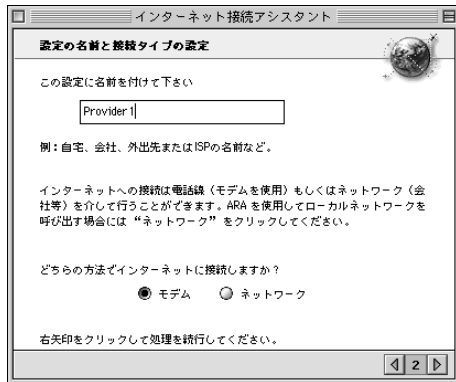 インターネット接続アシスタント
設定の名前と接続タイプの設定
この設定に名前を付けて下さい
Provider 1
例：自宅、会社、外出先またはISPの名前など。
インターネットへの接続は電話線（モデムを使用）もしくはネットワーク（会
社等）を介して行うことができます。ARA を使用してローカルネットワークを
呼び出す場合には “ネットワーク” をクリックしてください。
どちらの方法でインターネットに接続しますか？
モデム ネットワーク
右矢印をクリックして処理を続行してください。
2